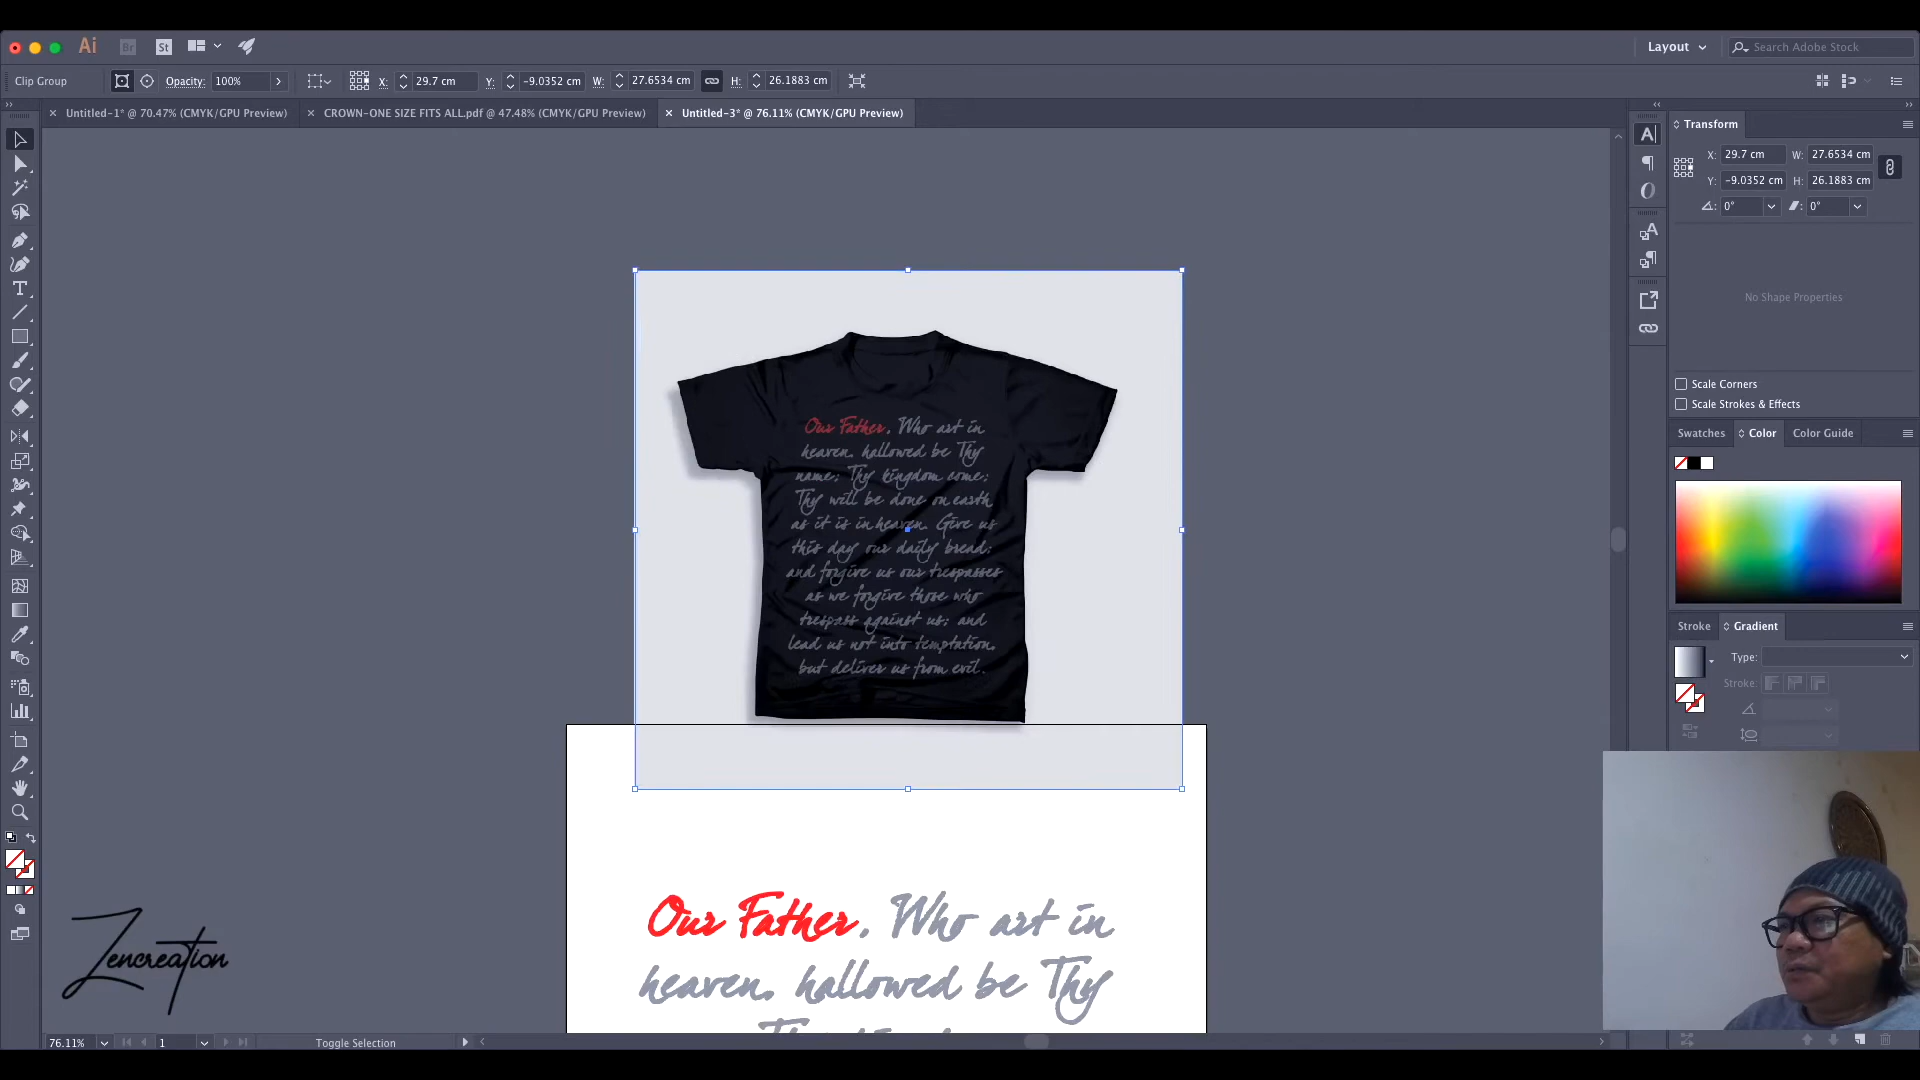 Ai
Br
St
Layout
Search Adobe Stock
Clip Group
Opacity:
100%
X:
29.7 cm
Y:
-9.0352 cm
W:
27.6534 cm
H:
26.1883 cm
Untitled-1* @ 70.47% (CMYK/GPU Preview)
CROWN-ONE SIZE FITS ALL.pdf @ 47.48% (CMYK/GPU Preview)
Untitled-3* @ 76.11% (CMYK/GPU Preview)
Transform
X: 29.7 cm W: 27.6534 cm
Y: -9.0352 cm H: 26.1883 cm
0° 0°
No Shape Properties
Scale Corners
Scale Strokes & Effects
Swatches Color Color Guide
Stroke Gradient
Type:
Stroke:
Our Father, Who art in
heaven, hallowed be Thy
name; Thy kingdom come;
Thy will be done on earth
as it is in heaven. Give us
this day our daily bread;
and forgive us our trespasses
as we forgive those who
trespass against us; and
lead us not into temptation,
but deliver us from evil.
Our Father, Who art in
heaven, hallowed be Thy
Zencreation
76.11%
1
Toggle Selection